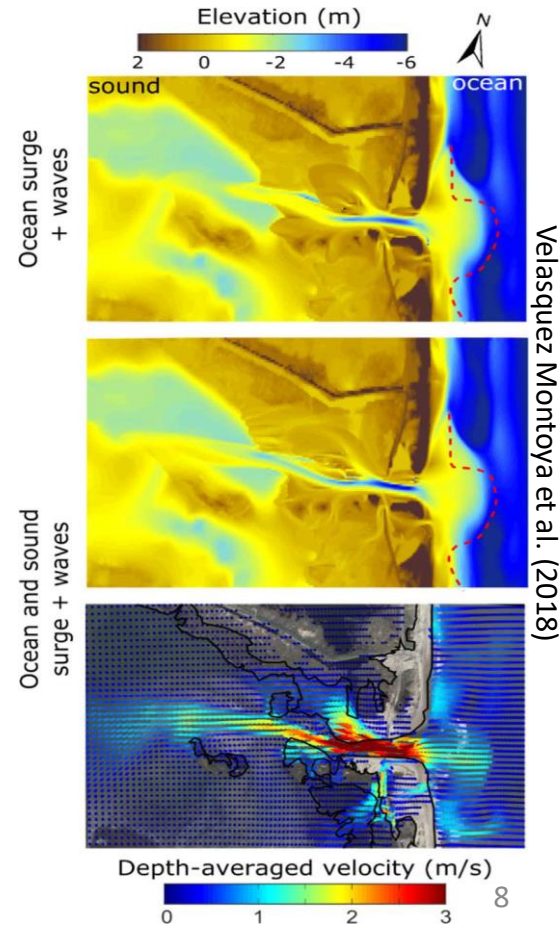 Elevation (m)
2 0 -2 -4 -6
N
sound
ocean
Ocean surge
+ waves
Ocean and sound
surge + waves
Velasquez Montoya et al. (2018)
Depth-averaged velocity (m/s)
0 1 2 3
8